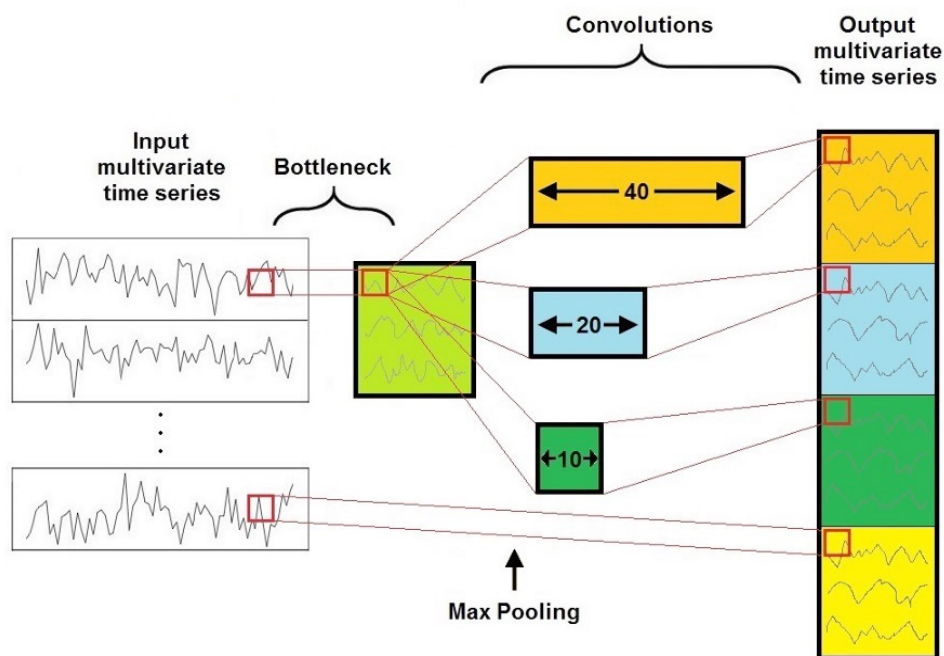 Convolutions
Output
multivariate
time series
Input
multivariate
time series
Bottleneck
40
20
10
Max Pooling